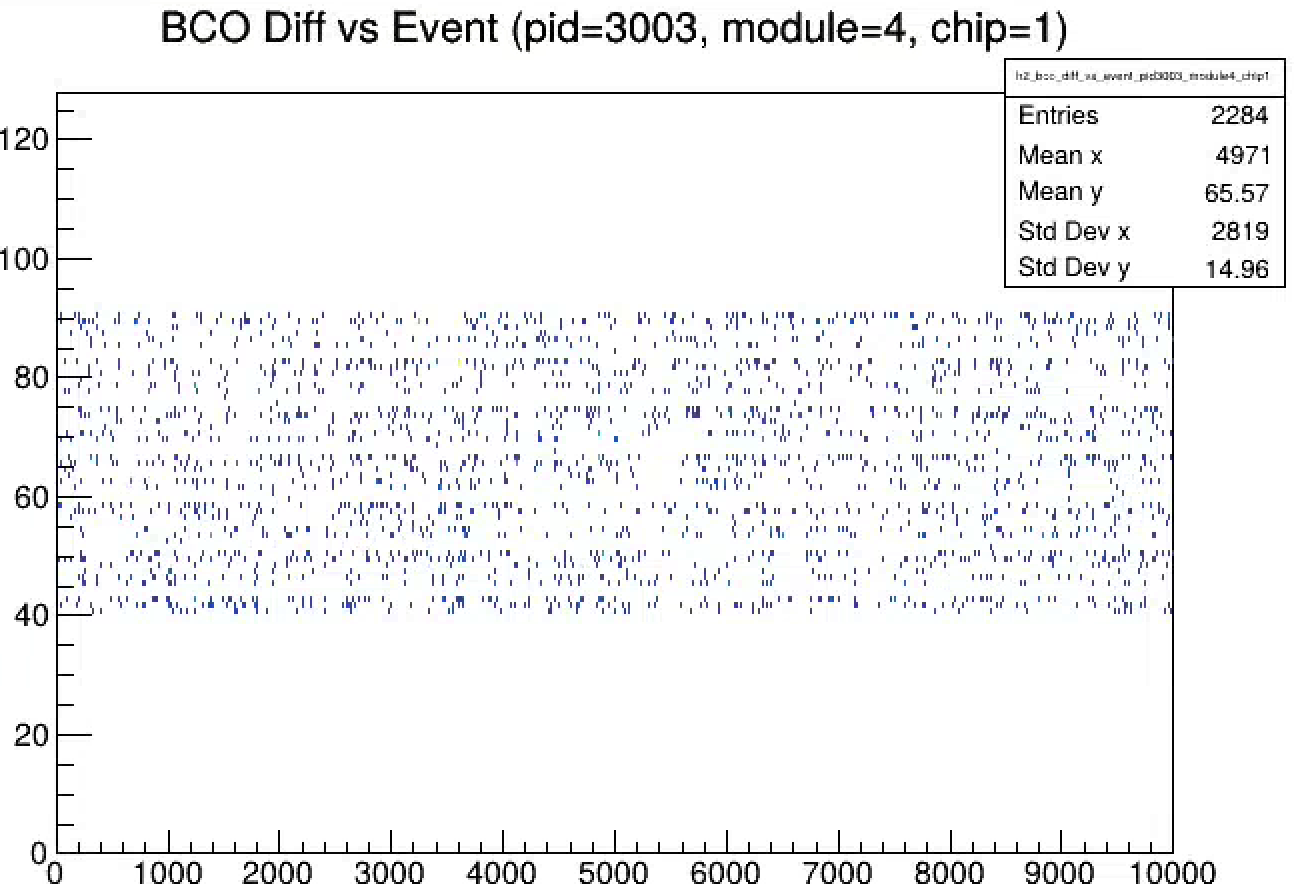 BCO Diff vs Event (pid=3003, module=4, chip=1)
h2_bco_diff_vs_event_pid3003_module4_chip1
Entries 2284
Mean x 4971
Mean y 65.57
Std Dev x 2819
Std Dev y 14.96
120
100
80
60
40
20
0
0 1000 2000 3000 4000 5000 6000 7000 8000 9000 10000